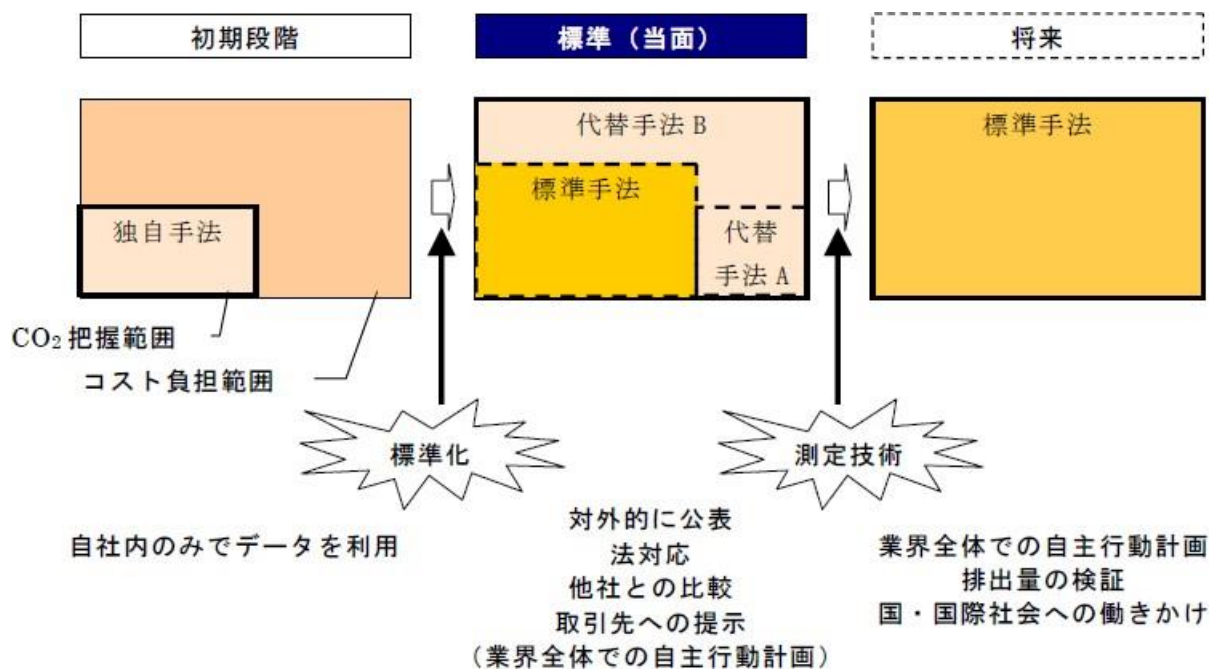 初期段階
標準（当面）
将来
独自手法
代替手法 B
標準手法
代替
手法 A
標準手法
CO₂ 把握範囲
コスト負担範囲
標準化
測定技術
自社内のみでデータを利用
対外的に公表
法対応
他社との比較
取引先への提示
（業界全体での自主行動計画）
業界全体での自主行動計画
排出量の検証
国・国際社会への働きかけ